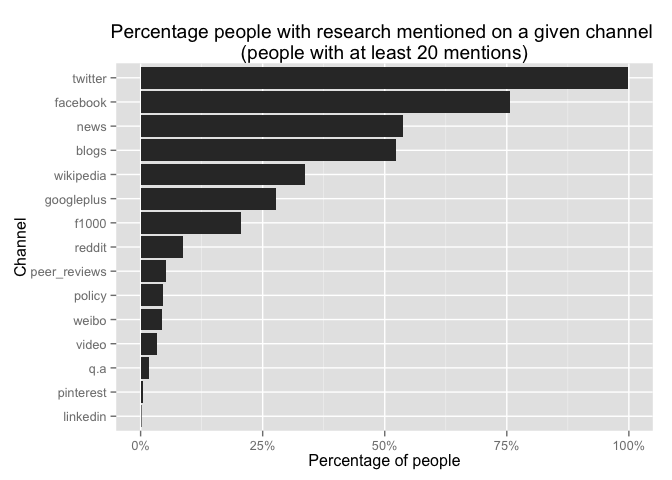 Percentage people with research mentioned on a given channel
(people with at least 20 mentions)
twitter
facebook
news
blogs
wikipedia
googleplus
f1000
reddit
peer_reviews
policy
weibo
video
q.a
pinterest
linkedin
Channel
0% 25% 50% 75% 100%
Percentage of people